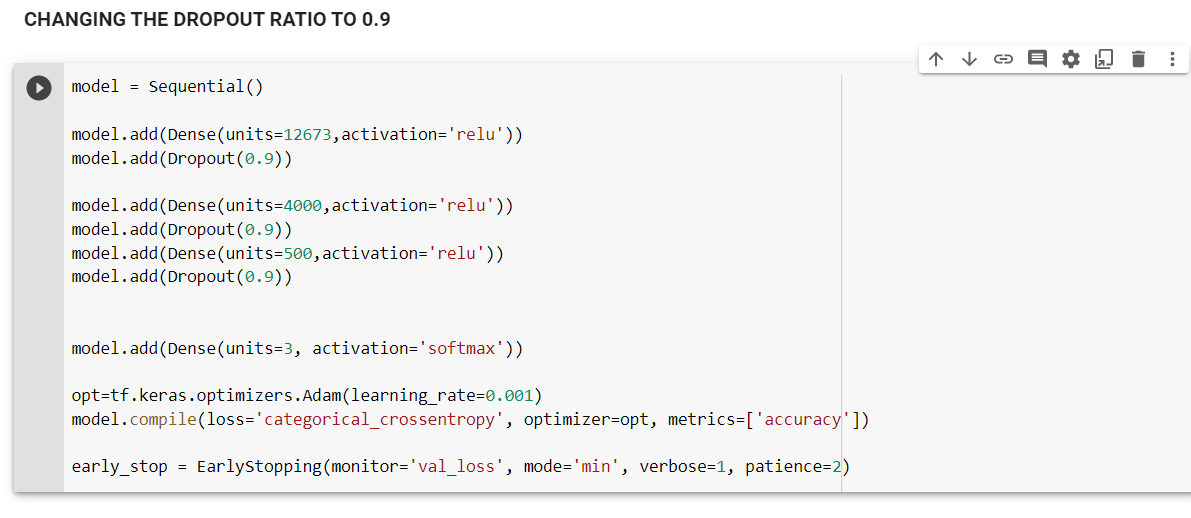 CHANGING THE DROPOUT RATIO TO 0.9
model = Sequential()
model.add(Dense(units=12673,activation='relu'))
model.add(Dropout(0.9))
model.add(Dense(units=4000,activation='relu'))
model.add(Dropout(0.9))
model.add(Dense(units=500,activation='relu'))
model.add(Dropout(0.9))
model.add(Dense(units=3, activation='softmax'))
opt=tf.keras.optimizers.Adam(learning_rate=0.001)
model.compile(loss='categorical_crossentropy', optimizer=opt, metrics=['accuracy'])
early_stop = EarlyStopping(monitor='val_loss', mode='min', verbose=1, patience=2)